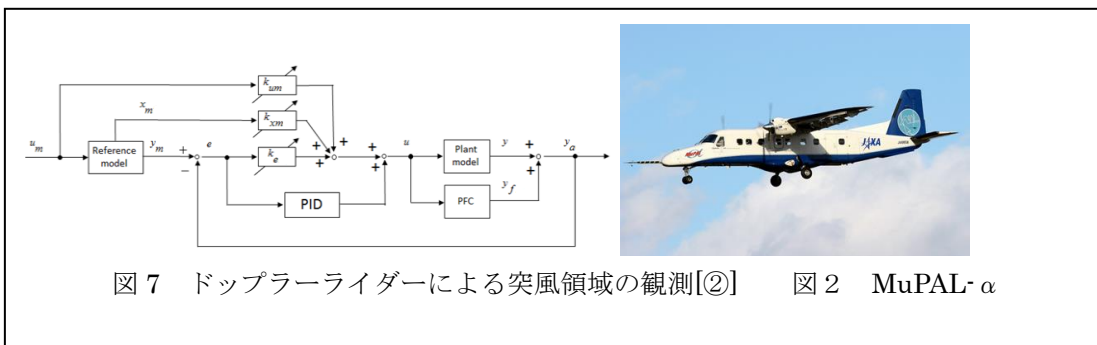 k_um
x_m
k_xm
u_m
Reference model
y_m
+
−
e
k_e
+
+
+
+
+
+
u
Plant model
y
+
+
y_a
PID
PFC
y_f
JAXA
図7 ドップラーライダーによる突風領域の観測[②] 図2 MuPAL-α